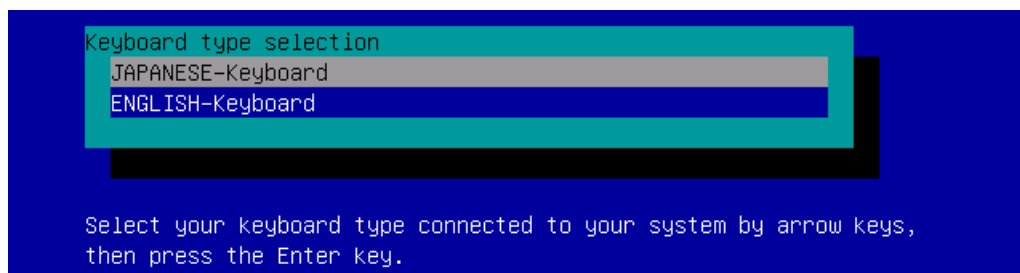 Keyboard type selection
JAPANESE-Keyboard
ENGLISH-Keyboard
Select your keyboard type connected to your system by arrow keys,
then press the Enter key.